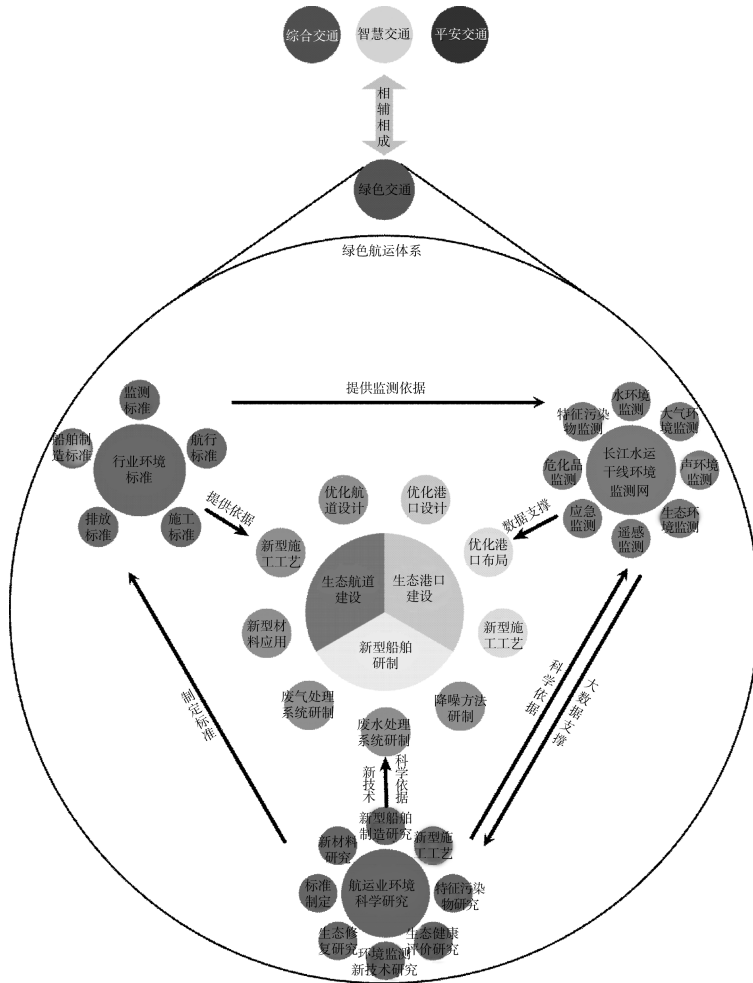 综合交通
智慧交通
平安交通
相辅相成
绿色交通
绿色航运体系
提供监测依据
监测
标准
船舶制
造标准
航行
标准
行业环境
标准
排放
标准
施工
标准
提供依据
水环境
监测
特征污染
物监测
大气环
境监测
危化品
监测
长江水运
干线环境
监测网
声环境
监测
应急
监测
遥感
监测
生态环
境监测
数据支撑
优化航
道设计
优化港
口设计
新型施
工工艺
优化港
口布局
生态航道
建设
生态港口
建设
新型船舶
研制
新型材
料应用
新型施
工工艺
废气处理
系统研制
废水处理
系统研制
降噪方法
研制
制定标准
科学依据
大数据支撑
新技术
科学依据
新型船舶
制造研究
新材料
研究
新型施
工工艺
标准
制定
航运业环境
科学研究
特征污染
物研究
生态修
复研究
环境监测
新技术研究
生态健康
评价研究